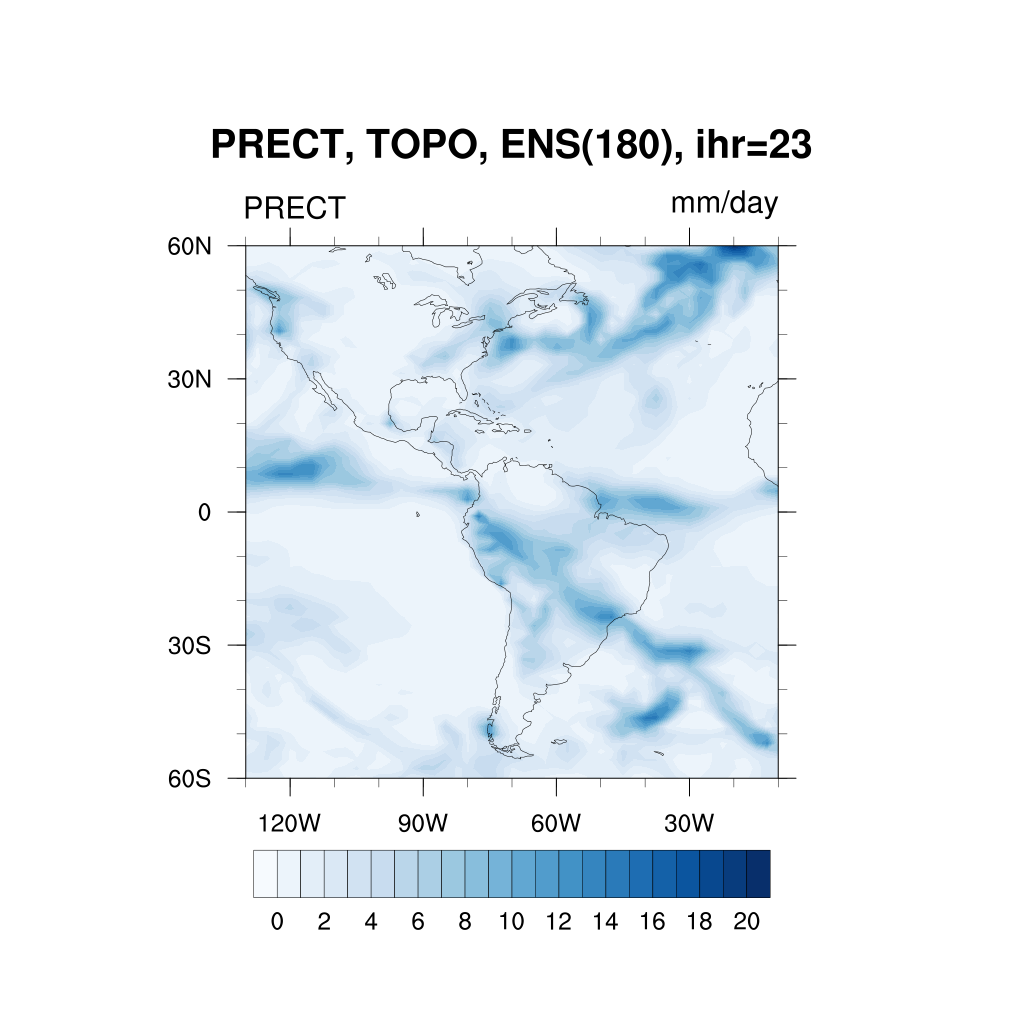 PRECT, TOPO, ENS(180), ihr=23
PRECT mm/day
60N
30N
0
30S
60S
120W 90W 60W 30W
0 2 4 6 8 10 12 14 16 18 20